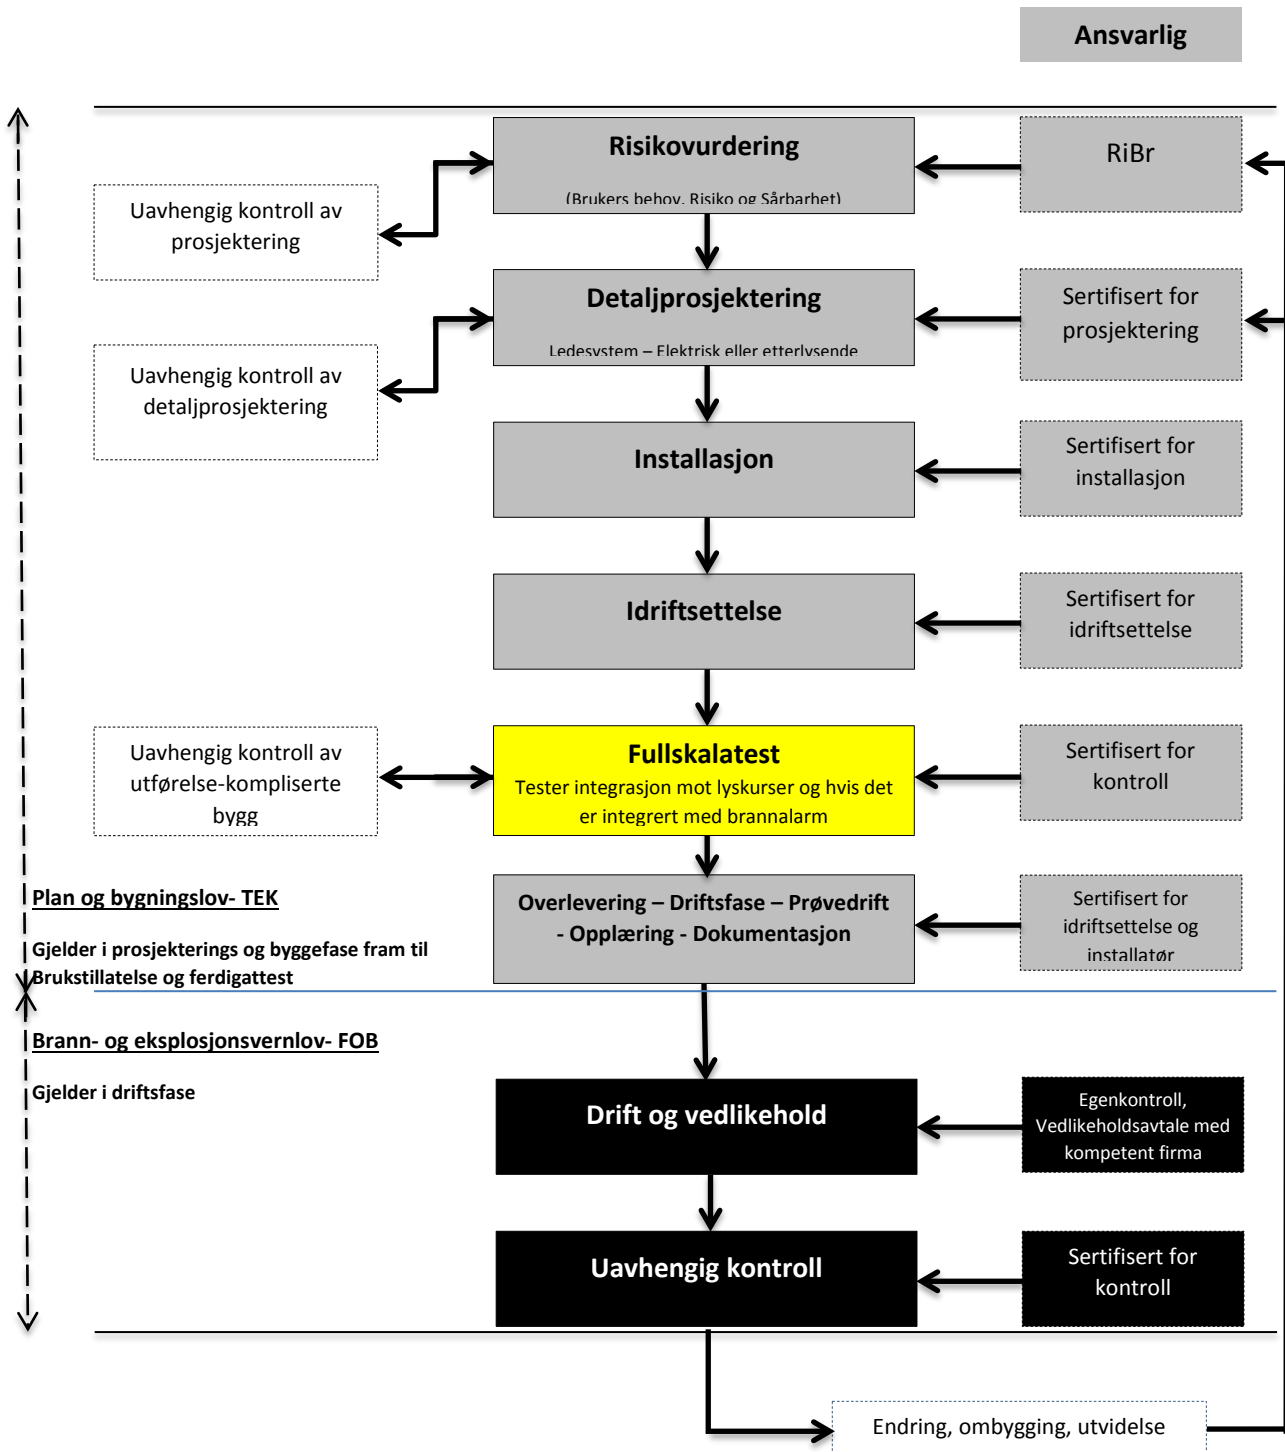 Ansvarlig
Risikovurdering
(Brukers behov, Risiko og Sårbarhet)
RiBr
Uavhengig kontroll av
prosjektering
Detaljprosjektering
Ledesystem – Elektrisk eller etterlysende
Sertifisert for
prosjektering
Uavhengig kontroll av
detaljprosjektering
Installasjon
Sertifisert for
installasjon
Idriftsettelse
Sertifisert for
idriftsettelse
Uavhengig kontroll av
utførelse-kompliserte
bygg
Fullskalatest
Tester integrasjon mot lyskurser og hvis det
er integrert med brannalarm
Sertifisert for
kontroll
Plan og bygningslov- TEK
Gjelder i prosjekterings og byggefase fram til
Brukstillatelse og ferdigattest
Overlevering – Driftsfase – Prøvedrift
- Opplæring - Dokumentasjon
Sertifisert for
idriftsettelse og
installatør
Brann- og eksplosjonsvernlov- FOB
Gjelder i driftsfase
Drift og vedlikehold
Egenkontroll,
Vedlikeholdsavtale med
kompetent firma
Uavhengig kontroll
Sertifisert for
kontroll
Endring, ombygging, utvidelse